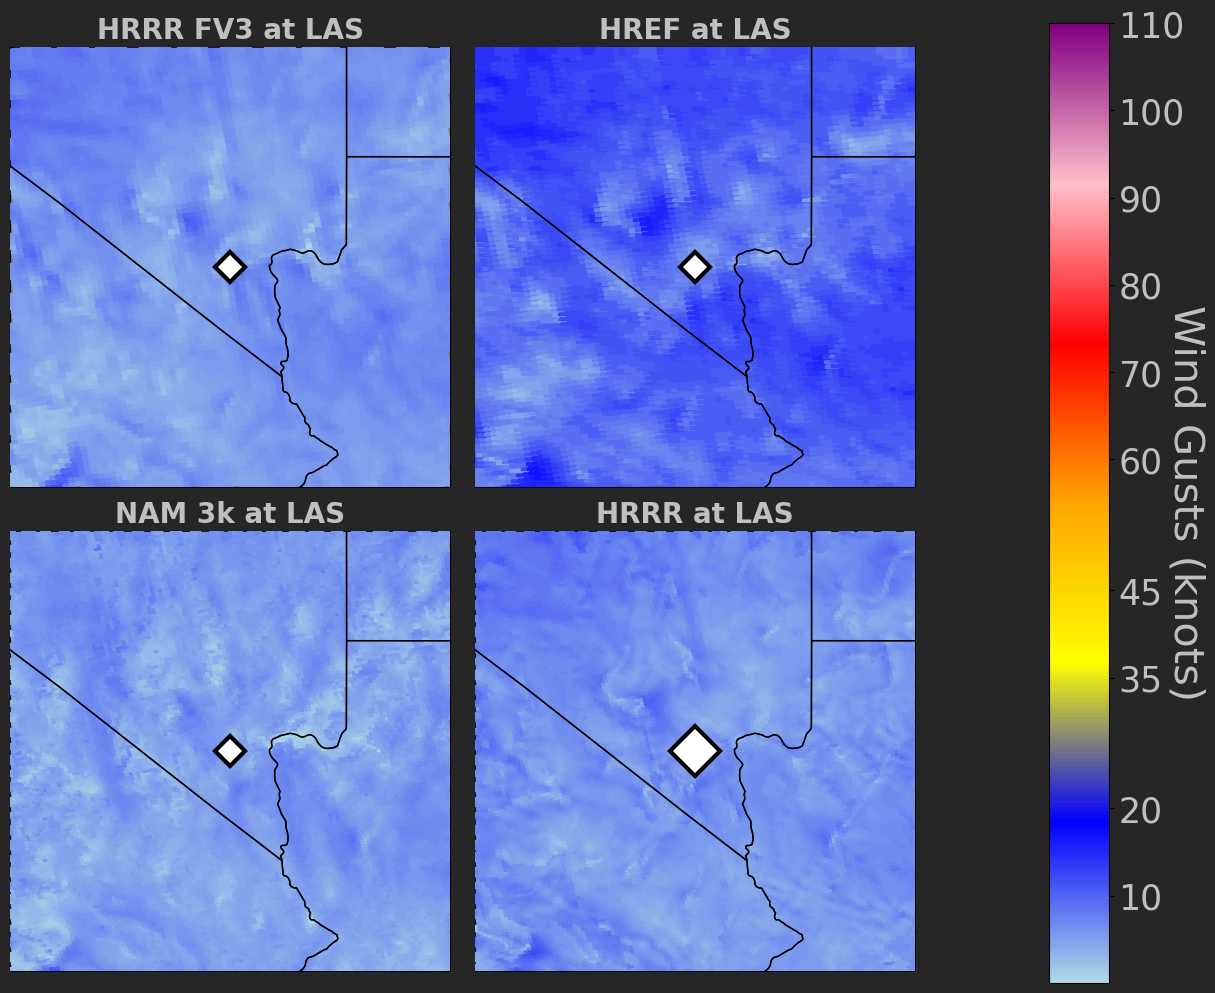 HRRR FV3 at LAS
HREF at LAS
NAM 3k at LAS
HRRR at LAS
110
100
90
80
70
60
45
35
20
10
Wind Gusts (knots)